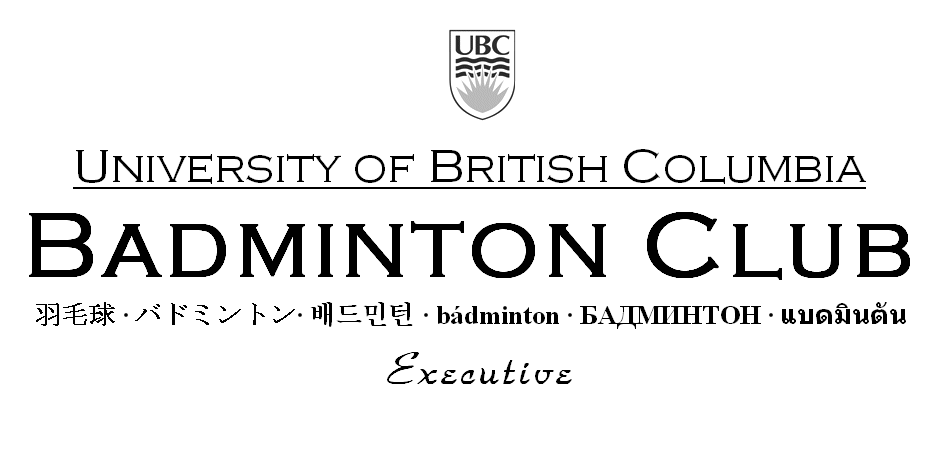 UBC
UNIVERSITY OF BRITISH COLUMBIA
BADMINTON CLUB
羽毛球 · バドミントン· 배드민턴 · bádminton · БАДМИНТОН · แบดมินตัน
Executive